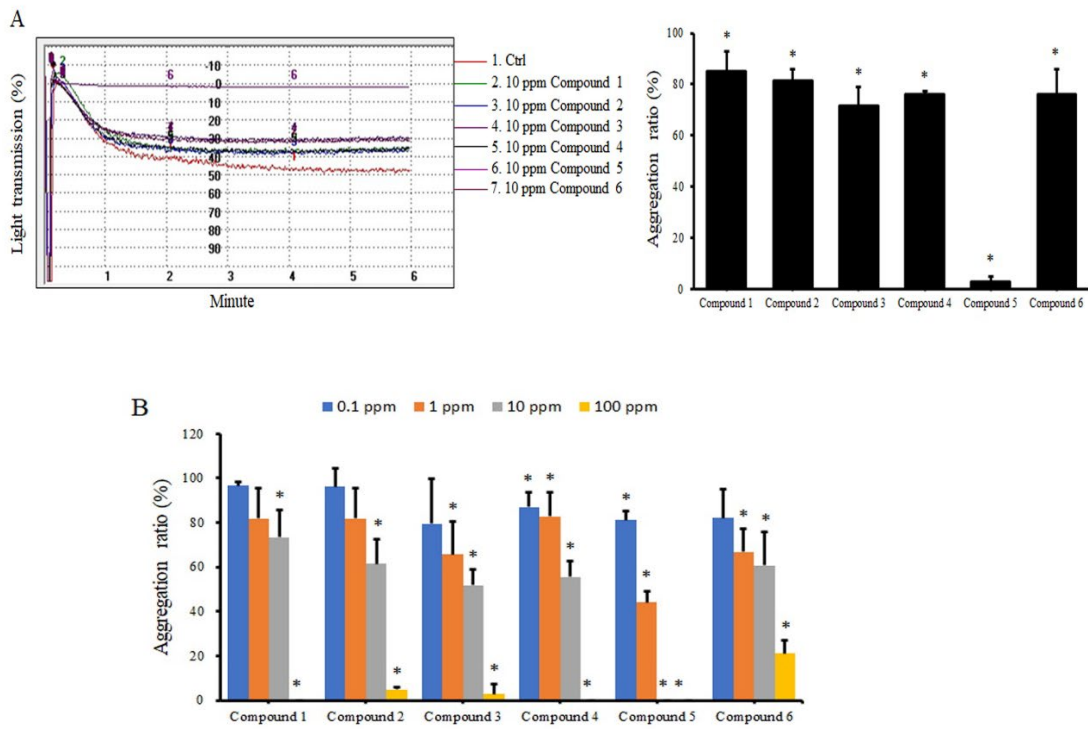 A
Light transmission (%)
-10
0
10
20
30
40
50
60
70
80
90
1 2 3 4 5 6
Minute
2
6 6
4
1
1. Ctrl
2. 10 ppm Compound 1
3. 10 ppm Compound 2
4. 10 ppm Compound 3
5. 10 ppm Compound 4
6. 10 ppm Compound 5
7. 10 ppm Compound 6
Aggregation ratio (%)
100
80
60
40
20
0
* * * * * *
Compound 1 Compound 2 Compound 3 Compound 4 Compound 5 Compound 6
B
0.1 ppm 1 ppm 10 ppm 100 ppm
Aggregation ratio (%)
120
100
80
60
40
20
0
* * * * * * * * * * * * * * * * *
Compound 1 Compound 2 Compound 3 Compound 4 Compound 5 Compound 6